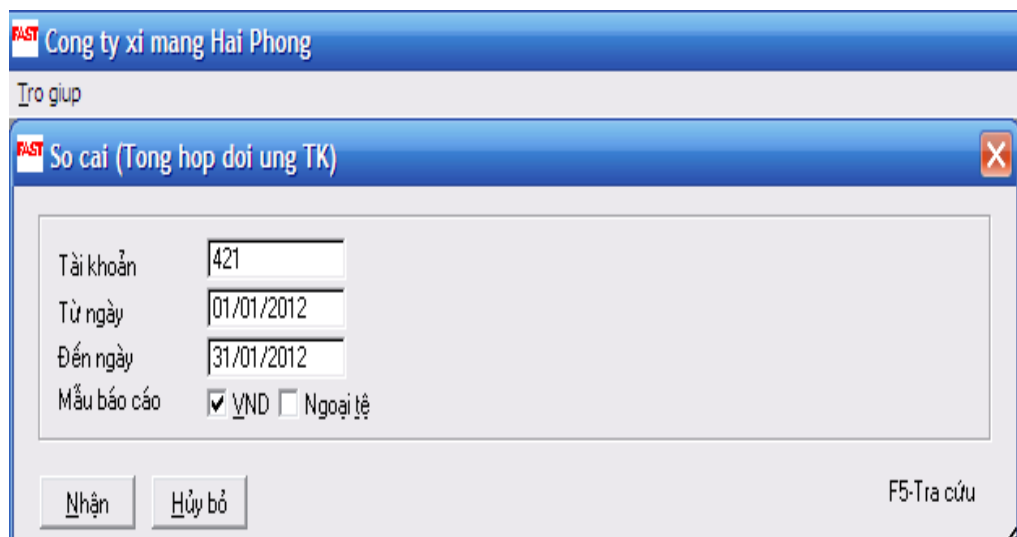 FAST Cong ty xi mang Hai Phong
Tro giup
FAST So cai (Tong hop doi ung TK)
Tài khoản 421
Từ ngày 01/01/2012
Đến ngày 31/01/2012
Mẫu báo cáo VND Ngoại tệ
Nhận Hủy bỏ F5-Tra cứu